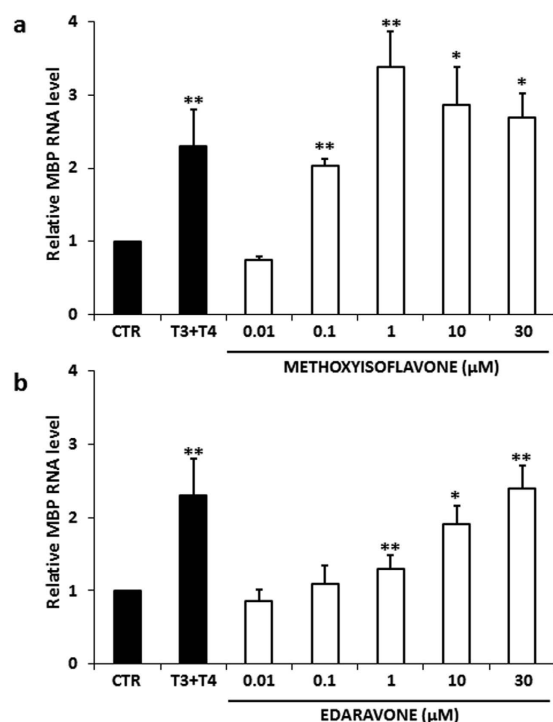 a
Relative MBP RNA level
4
3
2
1
0
**
**
**
*
*
CTR T3+T4 0.01 0.1 1 10 30
METHOXYISOFLAVONE (µM)
b
Relative MBP RNA level
4
3
2
1
0
**
**
*
**
CTR T3+T4 0.01 0.1 1 10 30
EDARAVONE (µM)